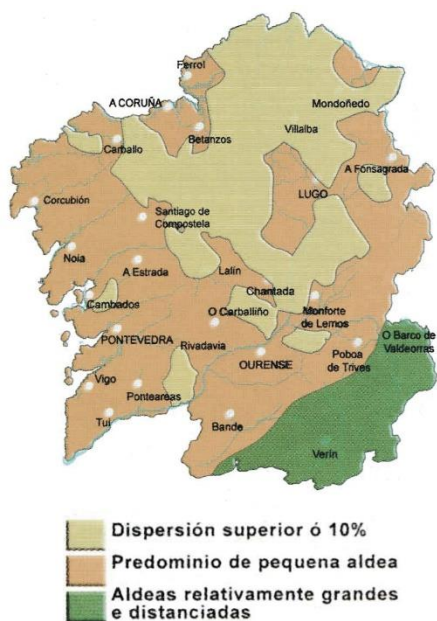 Ferrol
A CORUÑA
Mondoñedo
Betanzos
Villalba
Carballo
A Fonsagrada
LUGO
Corcubión
Santiago de
Compostela
Noia
A Estrada
Lalín
Chantada
Cambados
O Carballiño
Monforte
de Lemos
O Barco de
Valdeorras
PONTEVEDRA
Rivadavia
OURENSE
Poboa
de Trives
Vigo
Ponteareas
Tui
Bande
Verín
Dispersión superior ó 10%
Predominio de pequena aldea
Aldeas relativamente grandes
e distanciadas